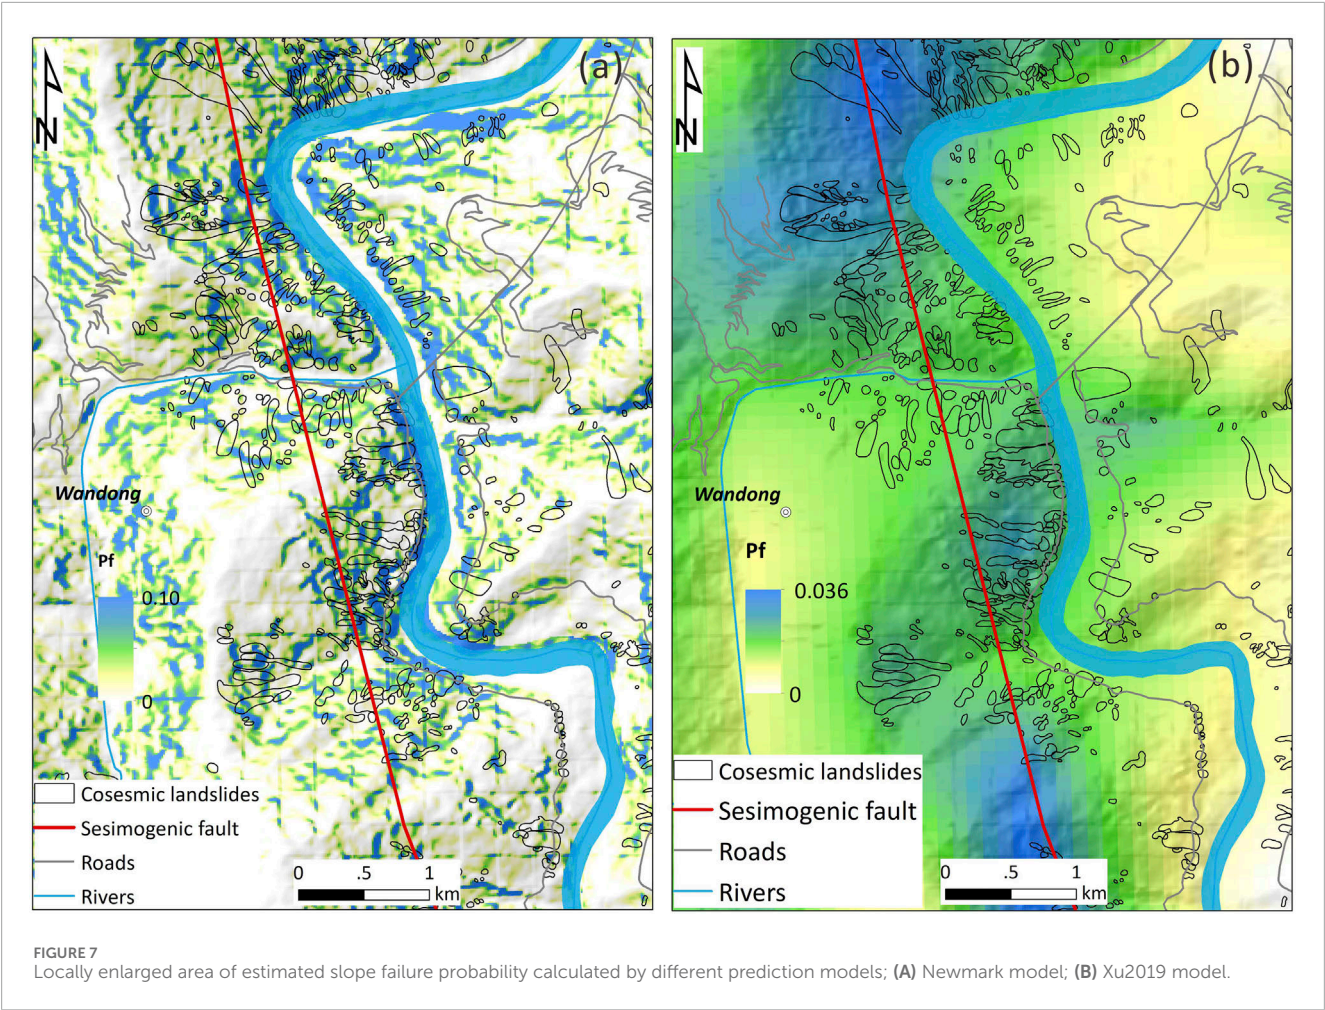 N
(a)
Wandong
Pf
0.10
0
Cosesmic landslides
Sesimogenic fault
Roads
Rivers
0 .5 1
km
N
(b)
Wandong
Pf
0.036
0
Cosesmic landslides
Sesimogenic fault
Roads
Rivers
0 .5 1
km
FIGURE 7
Locally enlarged area of estimated slope failure probability calculated by different prediction models; (A) Newmark model; (B) Xu2019 model.